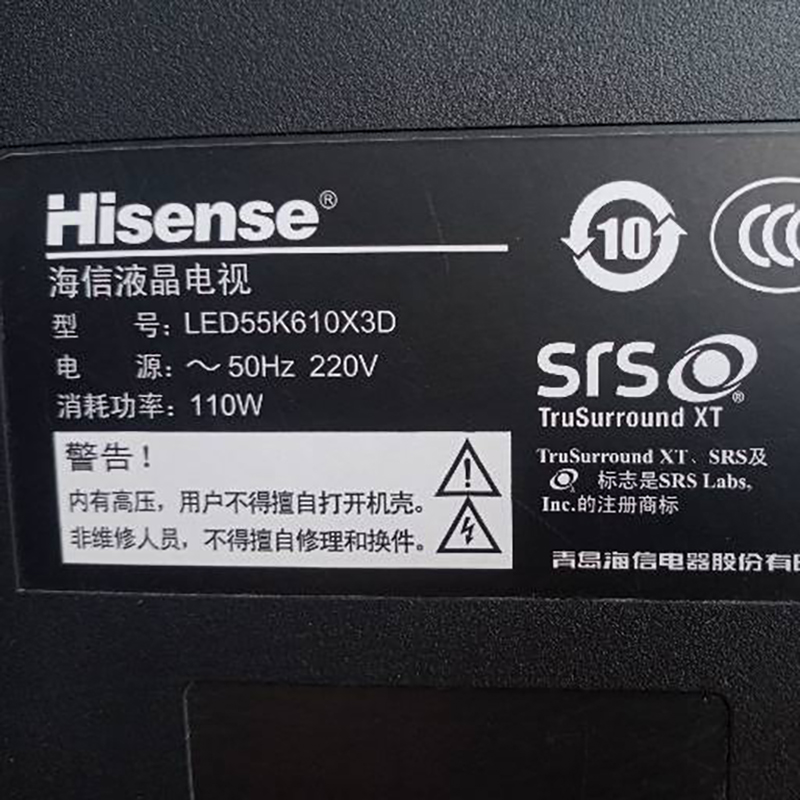 Hisense®
海信液晶电视
型 号: LED55K610X3D
电 源: ～50Hz 220V
消耗功率: 110W
警告!
内有高压，用户不得擅自打开机壳。
非维修人员，不得擅自修理和换件。
10
CCC
SRS®
TruSurround XT
TruSurround XT、SRS及
标志是SRS Labs,
Inc.的注册商标
青岛海信电器股份有